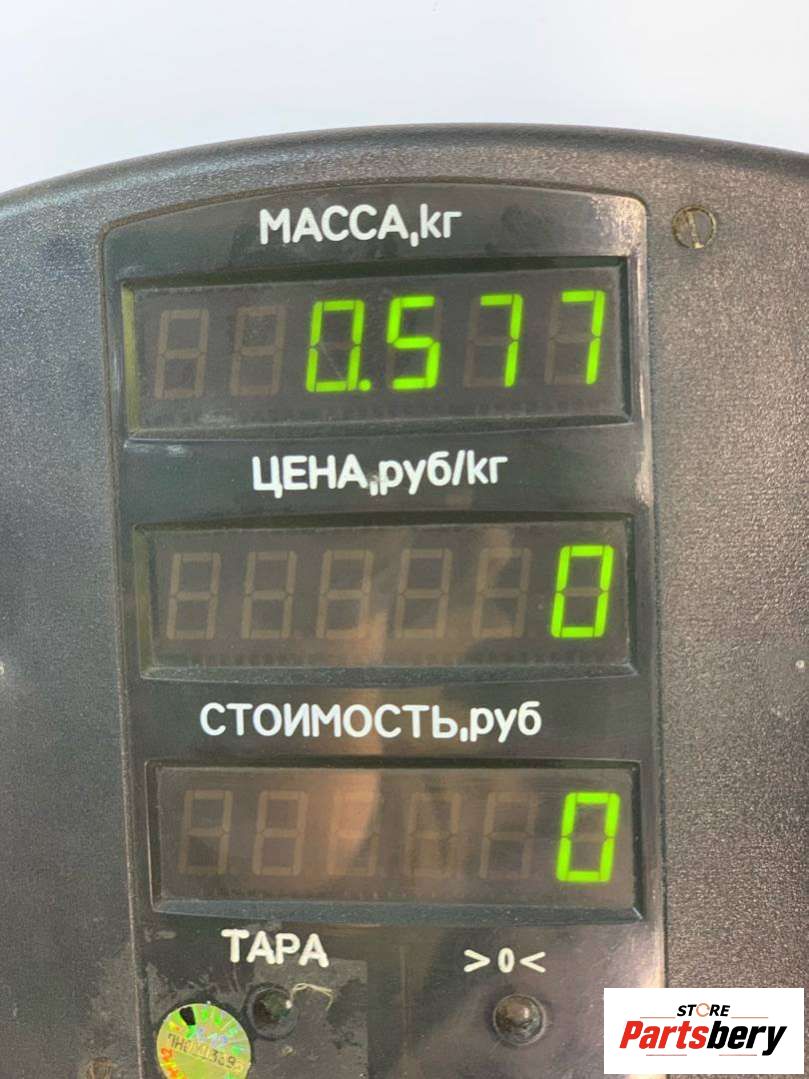 МАССА,кг
0.577
ЦЕНА,руб/кг
0
СТОИМОСТЬ,руб
0
ТАРА >0<
STORE
Partsbery